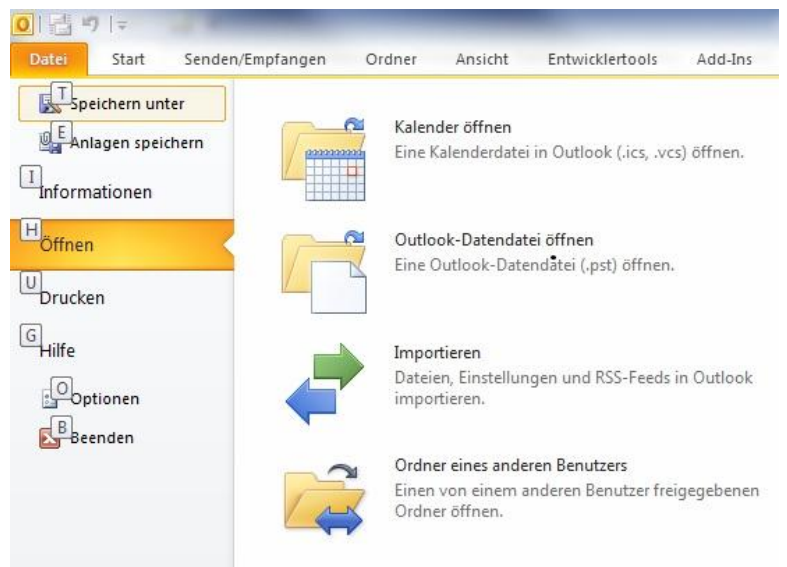 Datei Start Senden/Empfangen Ordner Ansicht Entwicklertools Add-Ins
T Speichern unter
E Anlagen speichern
I Informationen
H Öffnen
U Drucken
G Hilfe
O Optionen
B Beenden
Kalender öffnen
Eine Kalenderdatei in Outlook (.ics, .vcs) öffnen.
Outlook-Datendatei öffnen
Eine Outlook-Datendatei (.pst) öffnen.
Importieren
Dateien, Einstellungen und RSS-Feeds in Outlook
importieren.
Ordner eines anderen Benutzers
Einen von einem anderen Benutzer freigegebenen
Ordner öffnen.